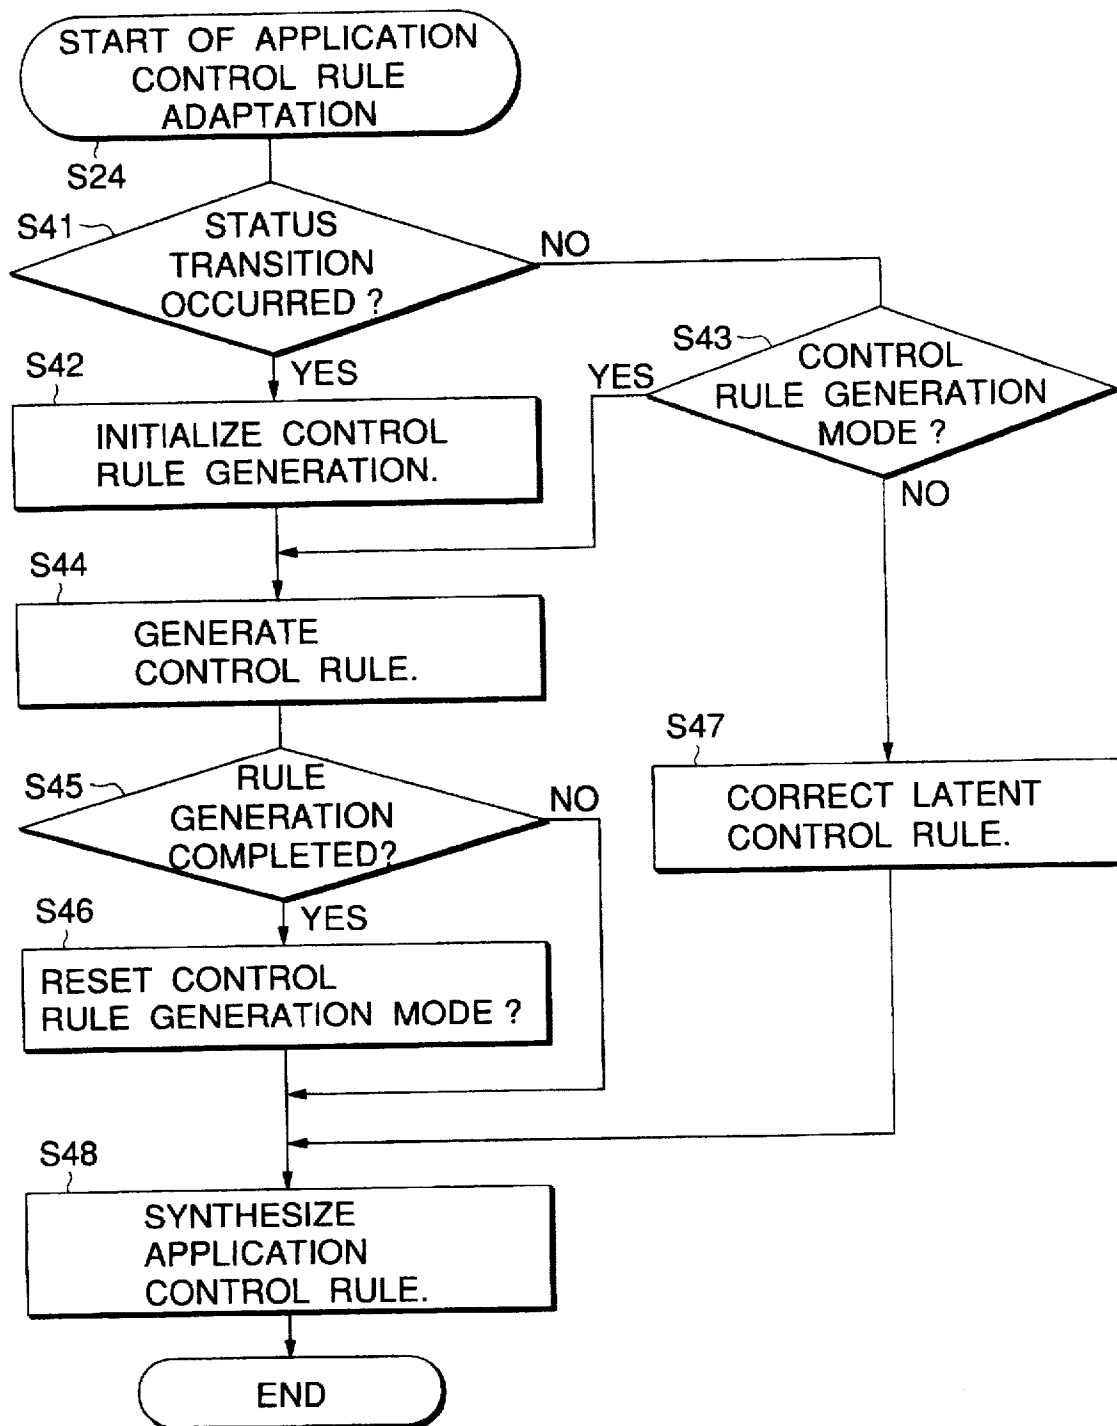 START OF APPLICATION
CONTROL RULE
ADAPTATION
S24
S41
STATUS
TRANSITION
OCCURRED ?
NO
YES
S43
CONTROL
RULE GENERATION
MODE ?
YES
NO
S42
INITIALIZE CONTROL
RULE GENERATION.
S44
GENERATE
CONTROL RULE.
S45
RULE
GENERATION
COMPLETED?
NO
YES
S47
CORRECT LATENT
CONTROL RULE.
S46
RESET CONTROL
RULE GENERATION MODE ?
S48
SYNTHESIZE
APPLICATION
CONTROL RULE.
END